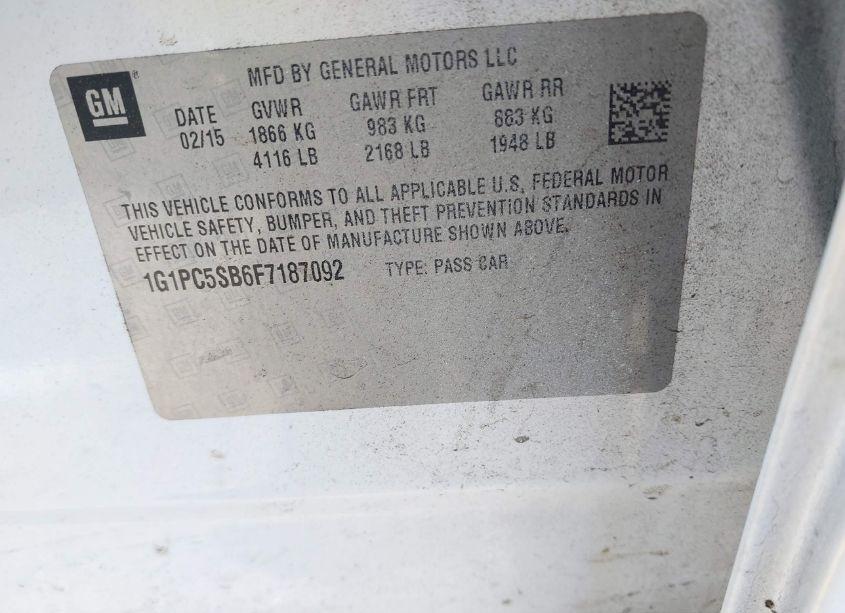 GM
MFD BY GENERAL MOTORS LLC
DATE GVWR GAWR FRT GAWR RR
02/15 1866 KG 983 KG 883 KG
4116 LB 2168 LB 1948 LB
THIS VEHICLE CONFORMS TO ALL APPLICABLE U.S. FEDERAL MOTOR
VEHICLE SAFETY, BUMPER, AND THEFT PREVENTION STANDARDS IN
EFFECT ON THE DATE OF MANUFACTURE SHOWN ABOVE.
1G1PC5SB6F7187092 TYPE: PASS CAR